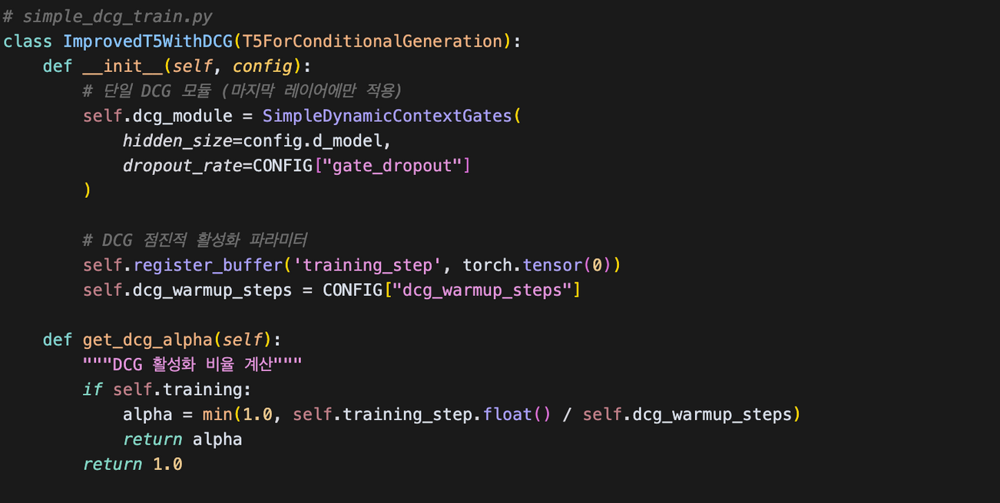 # simple_dcg_train.py
class ImprovedT5WithDCG(T5ForConditionalGeneration):
    def __init__(self, config):
        # 단일 DCG 모듈 (마지막 레이어에만 적용)
        self.dcg_module = SimpleDynamicContextGates(
            hidden_size=config.d_model,
            dropout_rate=CONFIG["gate_dropout"]
        )

        # DCG 점진적 활성화 파라미터
        self.register_buffer('training_step', torch.tensor(0))
        self.dcg_warmup_steps = CONFIG["dcg_warmup_steps"]

    def get_dcg_alpha(self):
        """DCG 활성화 비율 계산"""
        if self.training:
            alpha = min(1.0, self.training_step.float() / self.dcg_warmup_steps)
            return alpha
        return 1.0